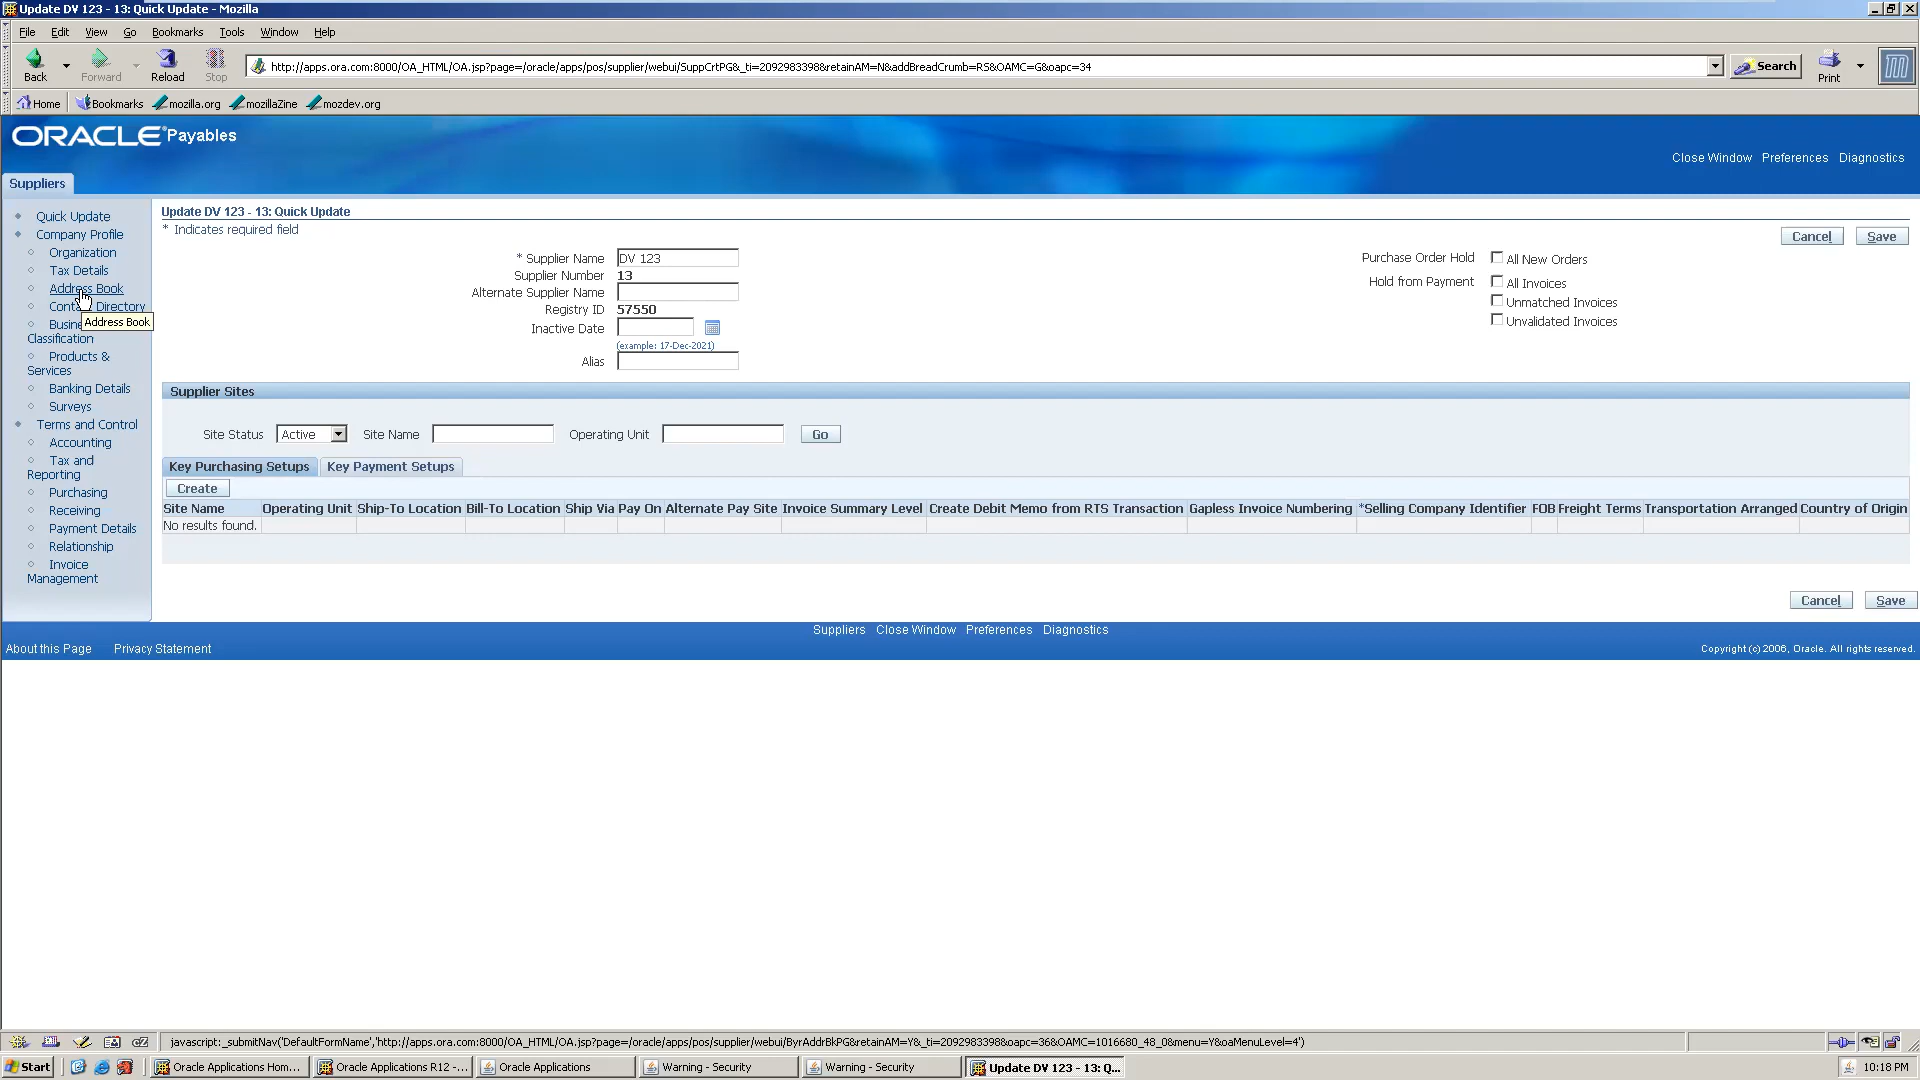 Update DV 123 - 13: Quick Update - Mozilla
File Edit View Go Bookmarks Tools Window Help
Back Forward Reload Stop http://apps.ora.com:8000/OA_HTML/OA.jsp?page=/oracle/apps/pos/supplier/webui/SuppCrtPG&_ti=2092983398&retainAM=N&addBreadCrumb=RS&OAMC=G&oapc=34 Search Print
Home Bookmarks mozilla.org mozillaZine mozdev.org
ORACLE Payables
Close Window Preferences Diagnostics
Suppliers
Quick Update
Company Profile
Organization
Tax Details
Address Book
Directory
Address Book
Classification
Products &
Services
Banking Details
Surveys
Terms and Control
Accounting
Tax and
Reporting
Purchasing
Receiving
Payment Details
Relationship
Invoice
Management
Update DV 123 - 13: Quick Update
* Indicates required field
Cancel Save
* Supplier Name DV 123
Supplier Number 13
Alternate Supplier Name
Registry ID 57550
Inactive Date
(example: 17-Dec-2021)
Alias
Purchase Order Hold All New Orders
Hold from Payment All Invoices
Unmatched Invoices
Unvalidated Invoices
Supplier Sites
Site Status Active Site Name Operating Unit Go
Key Purchasing Setups Key Payment Setups
Create
Site Name Operating Unit Ship-To Location Bill-To Location Ship Via Pay On Alternate Pay Site Invoice Summary Level Create Debit Memo from RTS Transaction Gapless Invoice Numbering *Selling Company Identifier FOB Freight Terms Transportation Arranged Country of Origin
No results found.
Cancel Save
Suppliers Close Window Preferences Diagnostics
About this Page Privacy Statement Copyright (c) 2006, Oracle. All rights reserved.
javascript:_submitNav('DefaultFormName','http://apps.ora.com:8000/OA_HTML/OA.jsp?page=/oracle/apps/pos/supplier/webui/ByrAddrBkPG&retainAM=Y&_ti=2092983398&oapc=36&OAMC=1016680_48_0&menu=Y&oaMenuLevel=4')
Start Oracle Applications Hom... Oracle Applications R12 -... Oracle Applications Warning - Security Warning - Security Update DV 123 - 13: Q... 10:18 PM